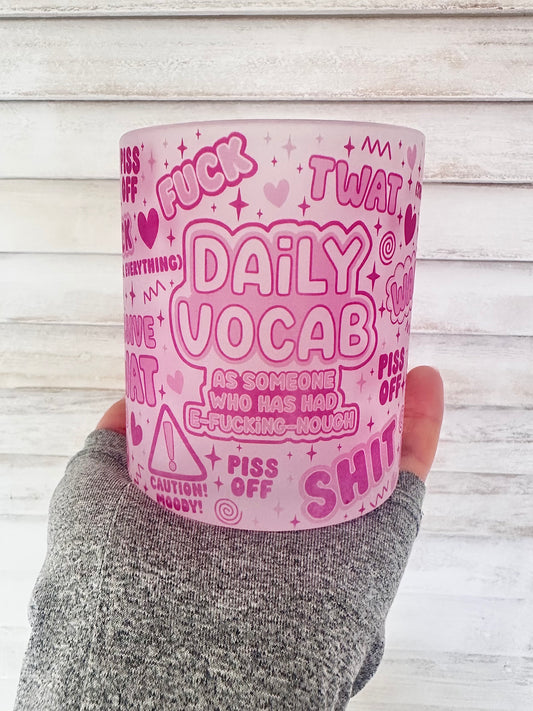 PISS
OFF
FUCK
TWAT
EVERYTHING)
DAiLY
VOCAB
AS SOMEONE
WHO HAS HAD
E-FUCKiNG-NOUGH
PISS
OFF
CAUTION!
MOODY!
PISS
OFF
SHIT